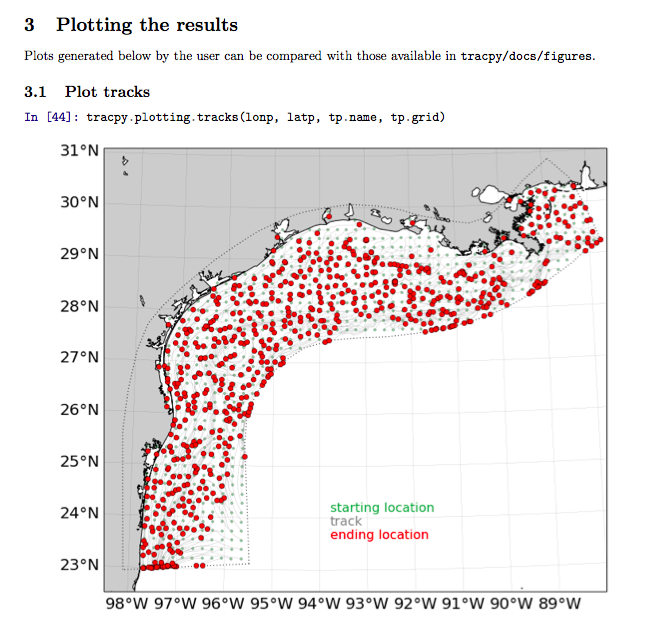 3 Plotting the results
Plots generated below by the user can be compared with those available in tracpy/docs/figures.
3.1 Plot tracks
In [44]: tracpy.plotting.tracks(lonp, latp, tp.name, tp.grid)
31°N
30°N
29°N
28°N
27°N
26°N
25°N
24°N
23°N
starting location
track
ending location
98°W 97°W 96°W 95°W 94°W 93°W 92°W 91°W 90°W 89°W